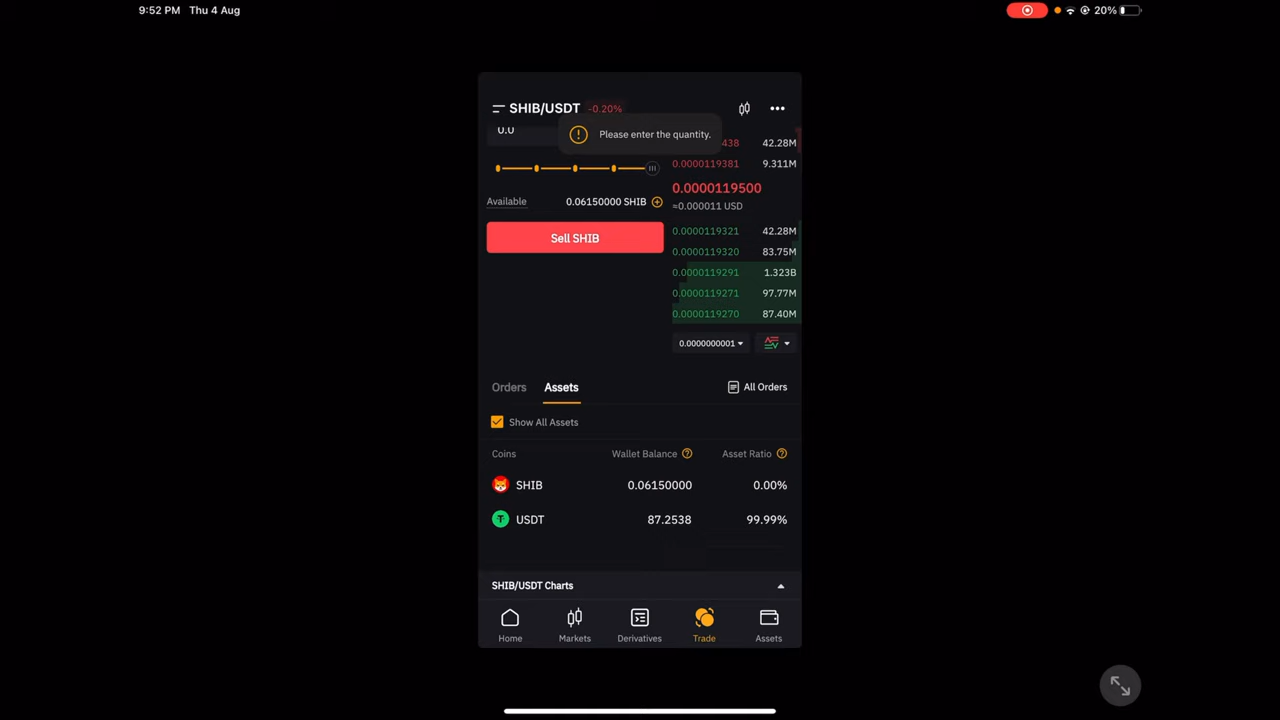 9:52 PM Thu 4 Aug
20%
SHIB/USDT -0.20%
0.0
Please enter the quantity.
438 42.28M
0.0000119381 9.311M
0.0000119500
≈0.000011 USD
Available 0.06150000 SHIB
Sell SHIB
0.0000119321 42.28M
0.0000119320 83.75M
0.0000119291 1.323B
0.0000119271 97.77M
0.0000119270 87.40M
0.0000000001
Orders Assets All Orders
Show All Assets
Coins Wallet Balance Asset Ratio
SHIB 0.06150000 0.00%
USDT 87.2538 99.99%
SHIB/USDT Charts
Home Markets Derivatives Trade Assets